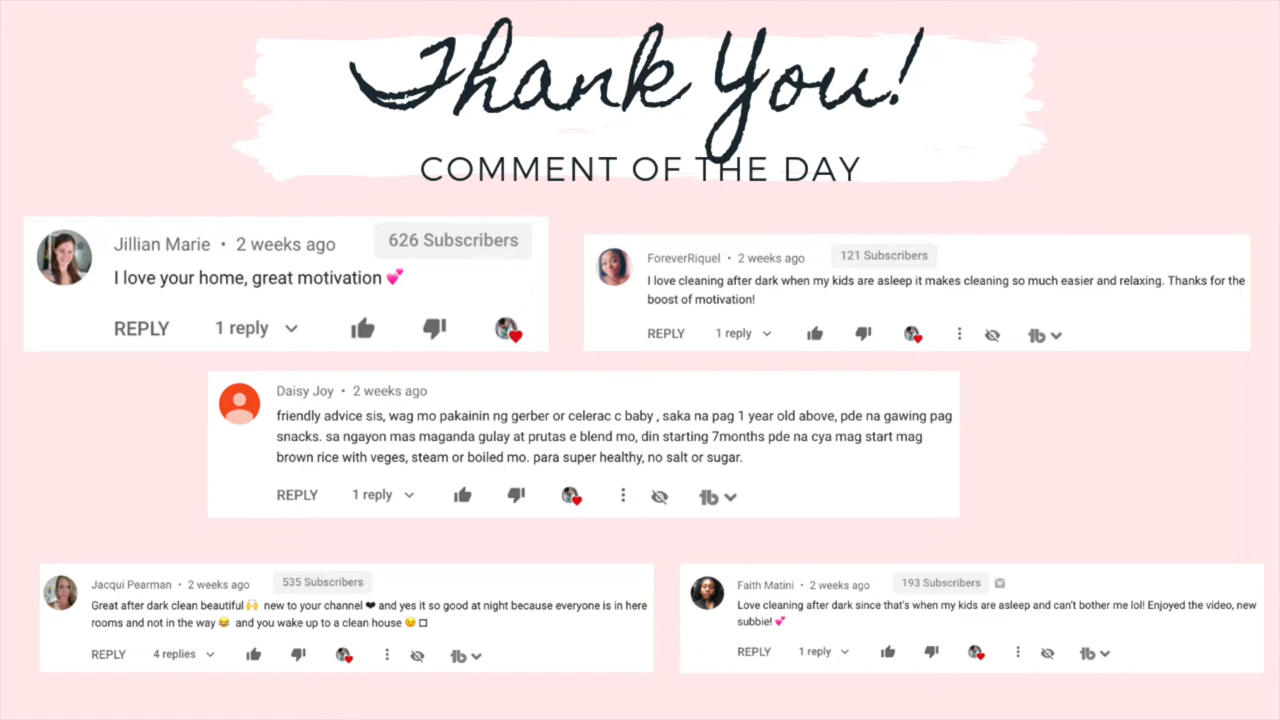 Thank You!
COMMENT OF THE DAY
Jillian Marie • 2 weeks ago 626 Subscribers
I love your home, great motivation 💕
REPLY 1 reply
ForeverRiquel • 2 weeks ago 121 Subscribers
I love cleaning after dark when my kids are asleep it makes cleaning so much easier and relaxing. Thanks for the
boost of motivation!
REPLY 1 reply
Daisy Joy • 2 weeks ago
friendly advice sis, wag mo pakainin ng gerber or celerac c baby , saka na pag 1 year old above, pde na gawing pag
snacks. sa ngayon mas maganda gulay at prutas e blend mo, din starting 7months pde na cya mag start mag
brown rice with veges, steam or boiled mo. para super healthy, no salt or sugar.
REPLY 1 reply
Jacqui Pearman • 2 weeks ago 535 Subscribers
Great after dark clean beautiful 🙌 new to your channel ❤ and yes it so good at night because everyone is in here
rooms and not in the way 😂 and you wake up to a clean house 😉 □
REPLY 4 replies
Faith Matini • 2 weeks ago 193 Subscribers
Love cleaning after dark since that's when my kids are asleep and can't bother me lol! Enjoyed the video, new
subbie! 💕
REPLY 1 reply